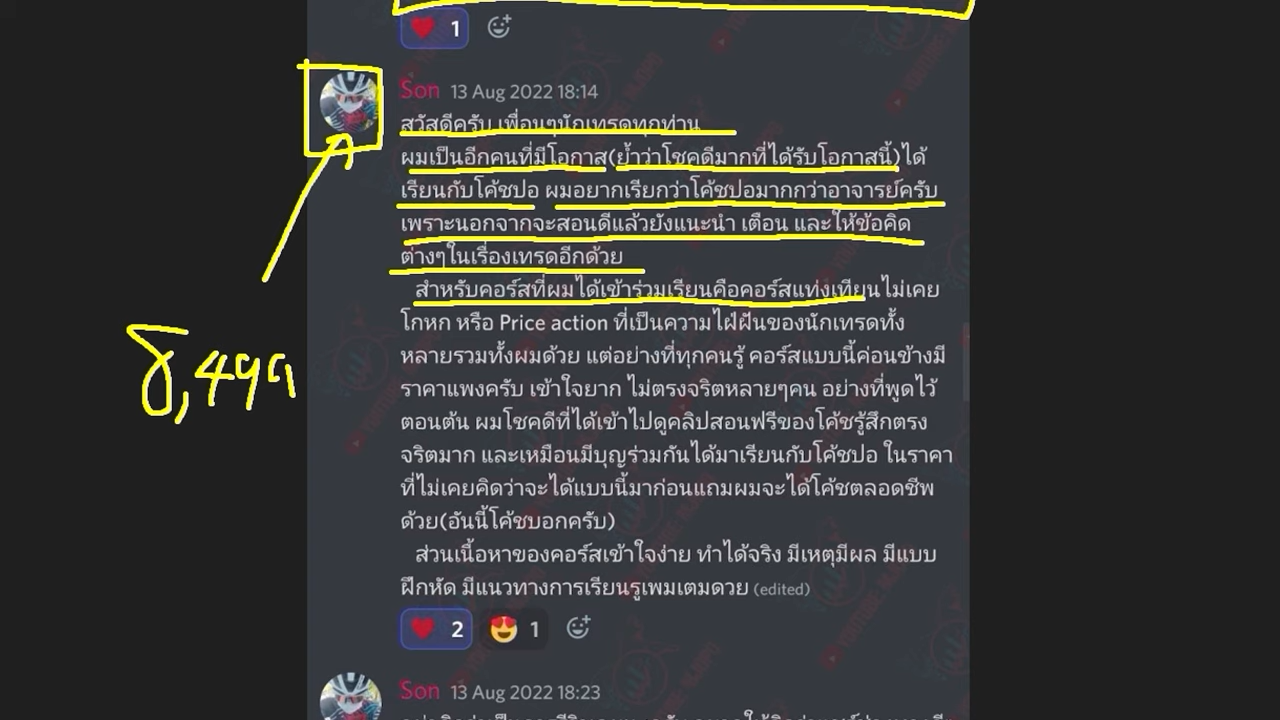 1
Son 13 Aug 2022 18:14
สวัสดีครับ เพื่อนๆนักเทรดทุกท่าน
ผมเป็นอีกคนที่มีโอกาส(ย้ำว่าโชคดีมากที่ได้รับโอกาสนี้)ได้
เรียนกับโค้ชปอ ผมอยากเรียกว่าโค้ชปอมากกว่าอาจารย์ครับ
เพราะนอกจากจะสอนดีแล้วยังแนะนำ เตือน และให้ข้อคิด
ต่างๆในเรื่องเทรดอีกด้วย
สำหรับคอร์สที่ผมได้เข้าร่วมเรียนคือคอร์สแท่งเทียนไม่เคย
โกหก หรือ Price action ที่เป็นความใฝ่ฝันของนักเทรดทั้ง
หลายรวมทั้งผมด้วย แต่อย่างที่ทุกคนรู้ คอร์สแบบนี้ค่อนข้างมี
ราคาแพงครับ เข้าใจยาก ไม่ตรงจริตหลายๆคน อย่างที่พูดไว้
ตอนต้น ผมโชคดีที่ได้เข้าไปดูคลิปสอนฟรีของโค้ชรู้สึกตรง
จริตมาก และเหมือนมีบุญร่วมกันได้มาเรียนกับโค้ชปอ ในราคา
ที่ไม่เคยคิดว่าจะได้แบบนี้มาก่อนแถมผมจะได้โค้ชตลอดชีพ
ด้วย(อันนี้โค้ชบอกครับ)
ส่วนเนื้อหาของคอร์สเข้าใจง่าย ทำได้จริง มีเหตุมีผล มีแบบ
ฝึกหัด มีแนวทางการเรียนรู้เพิ่มเติมด้วย (edited)
2 1
Son 13 Aug 2022 18:23